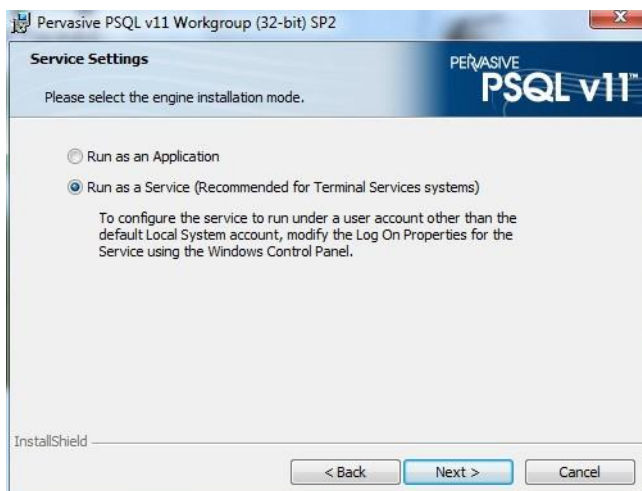 Pervasive PSQL v11 Workgroup (32-bit) SP2
Service Settings
Please select the engine installation mode.
PERVASIVE
PSQL v11™
Run as an Application
Run as a Service (Recommended for Terminal Services systems)
To configure the service to run under a user account other than the
default Local System account, modify the Log On Properties for the
Service using the Windows Control Panel.
InstallShield
< Back Next > Cancel